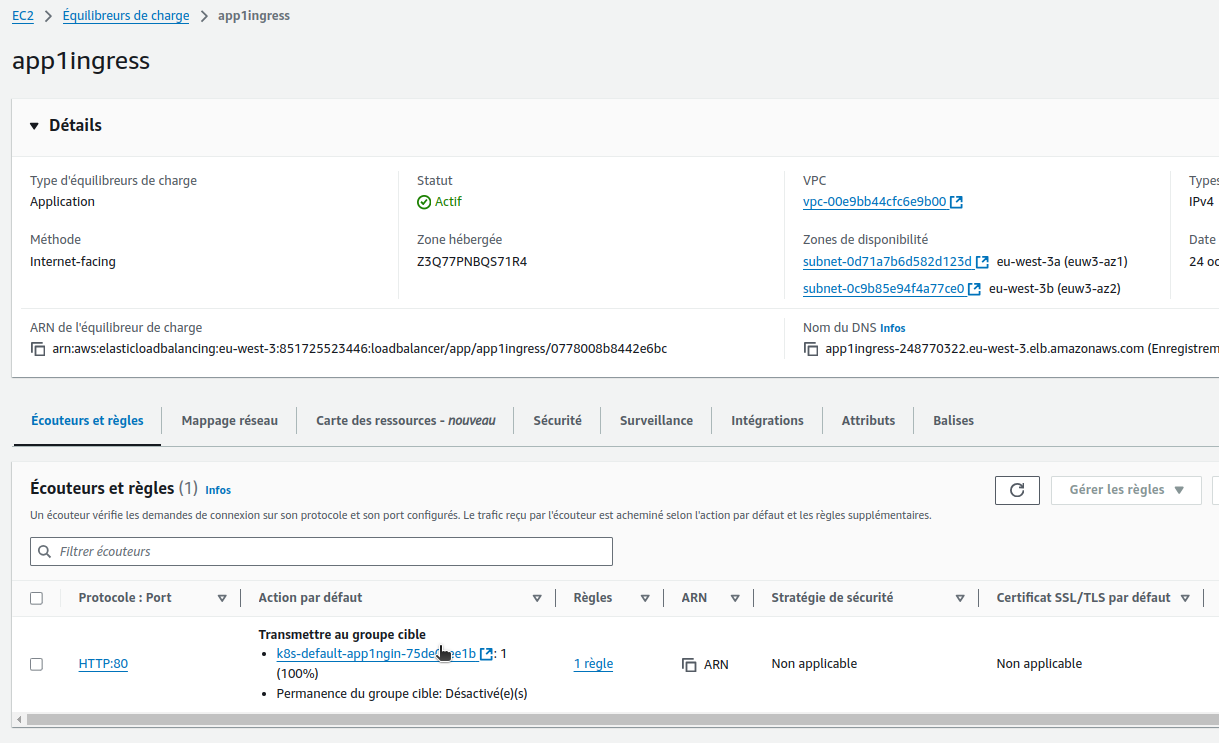 EC2 > Équilibreurs de charge > app1ingress
app1ingress
Détails
Type d'équilibreurs de charge
Application
Statut
Actif
VPC
vpc-00e9bb44cfc6e9b00
Types
IPv4
Méthode
Internet-facing
Zone hébergée
Z3Q77PNBQS71R4
Zones de disponibilité
subnet-0d71a7b6d582d123d eu-west-3a (euw3-az1)
subnet-0c9b85e94f4a77ce0 eu-west-3b (euw3-az2)
Date
24 oc
ARN de l'équilibreur de charge
arn:aws:elasticloadbalancing:eu-west-3:851725523446:loadbalancer/app/app1ingress/0778008b8442e6bc
Nom du DNS Infos
app1ingress-248770322.eu-west-3.elb.amazonaws.com (Enregistrem
Écouteurs et règles Mappage réseau Carte des ressources - nouveau Sécurité Surveillance Intégrations Attributs Balises
Écouteurs et règles (1) Infos
Gérer les règles
Un écouteur vérifie les demandes de connexion sur son protocole et son port configurés. Le trafic reçu par l'écouteur est acheminé selon l'action par défaut et les règles supplémentaires.
Filtrer écouteurs
Protocole : Port Action par défaut Règles ARN Stratégie de sécurité Certificat SSL/TLS par défaut
HTTP:80
Transmettre au groupe cible
: 1
(100%)
Permanence du groupe cible: Désactivé(e)(s)
1 règle
ARN
Non applicable
Non applicable